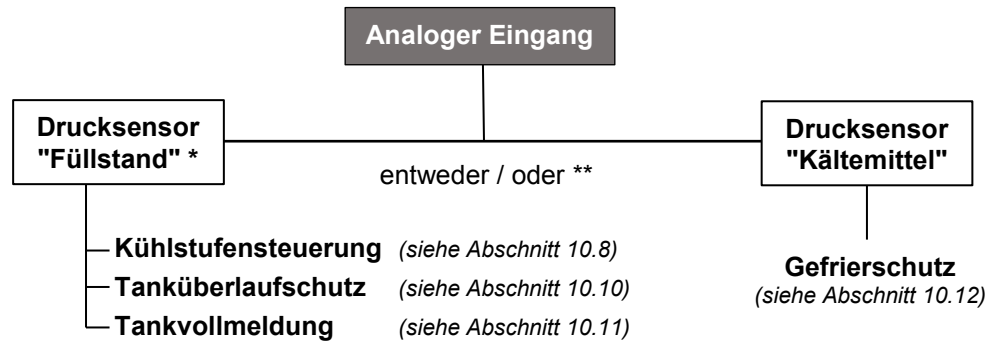 Analoger Eingang
Drucksensor
"Füllstand" *
entweder / oder **
Drucksensor
"Kältemittel"
Kühlstufensteuerung (siehe Abschnitt 10.8)
Tanküberlaufschutz (siehe Abschnitt 10.10)
Tankvollmeldung (siehe Abschnitt 10.11)
Gefrierschutz
(siehe Abschnitt 10.12)